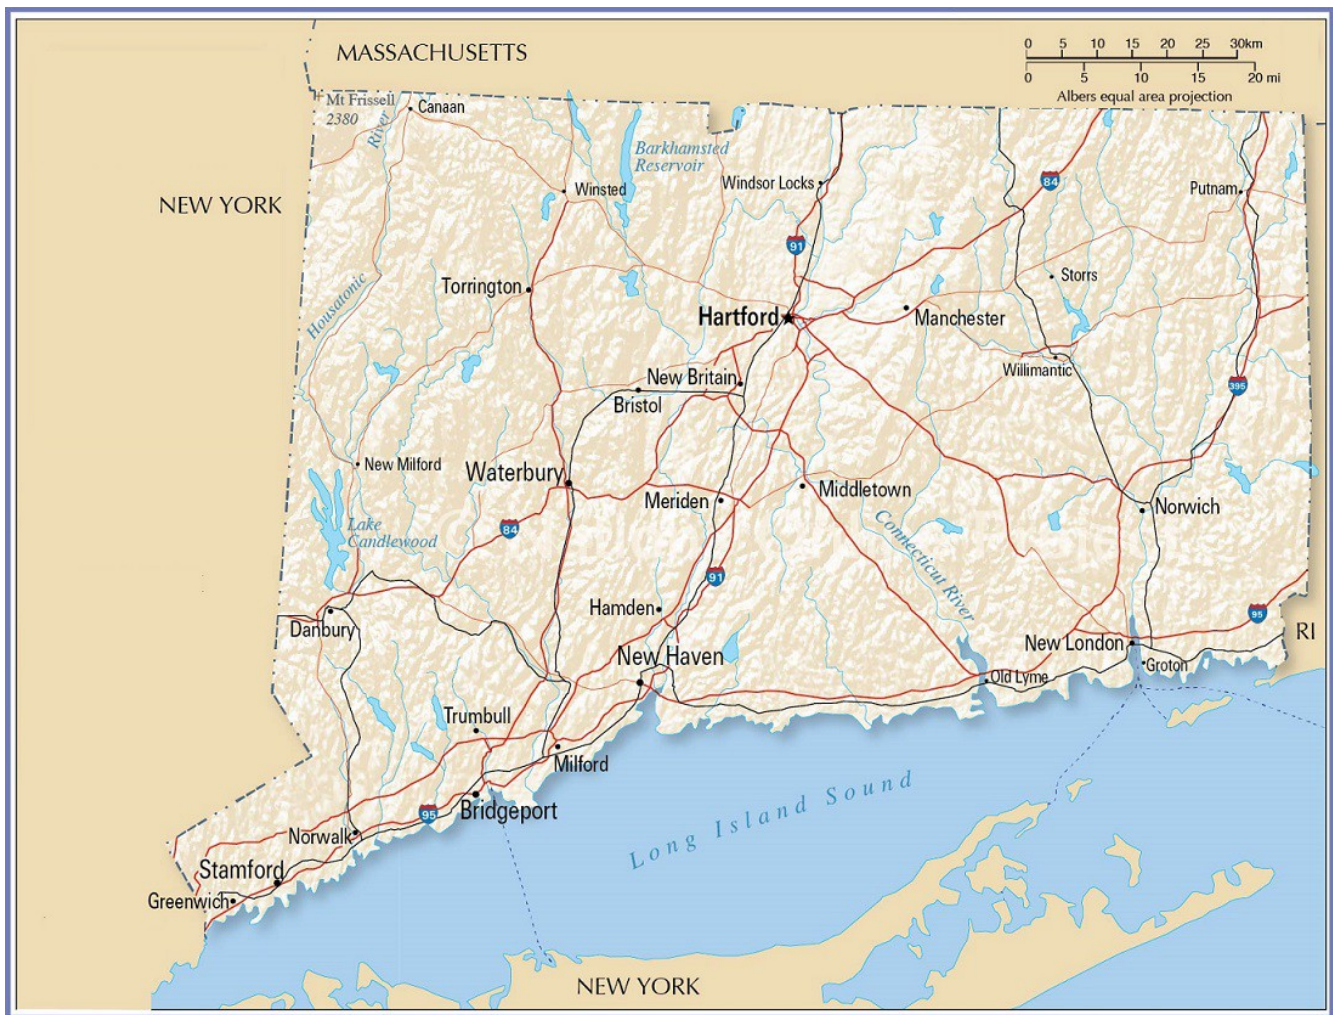 MASSACHUSETTS
0 5 10 15 20 25 30km
0 5 10 15 20 mi
Albers equal area projection
Mt Frissell
2380
Canaan
River
Barkhamsted
Reservoir
Windsor Locks
84
Putnam
Winsted
NEW YORK
91
Storrs
Torrington
Housatonic
Hartford
Manchester
Willimantic
New Britain
395
Bristol
New Milford
Waterbury
Middletown
Meriden
Norwich
84
Lake
Candlewood
Connecticut River
91
Hamden
95
Danbury
RI
New London
New Haven
Groton
Old Lyme
Trumbull
Milford
Long Island Sound
95
Bridgeport
Norwalk
Stamford
Greenwich
NEW YORK